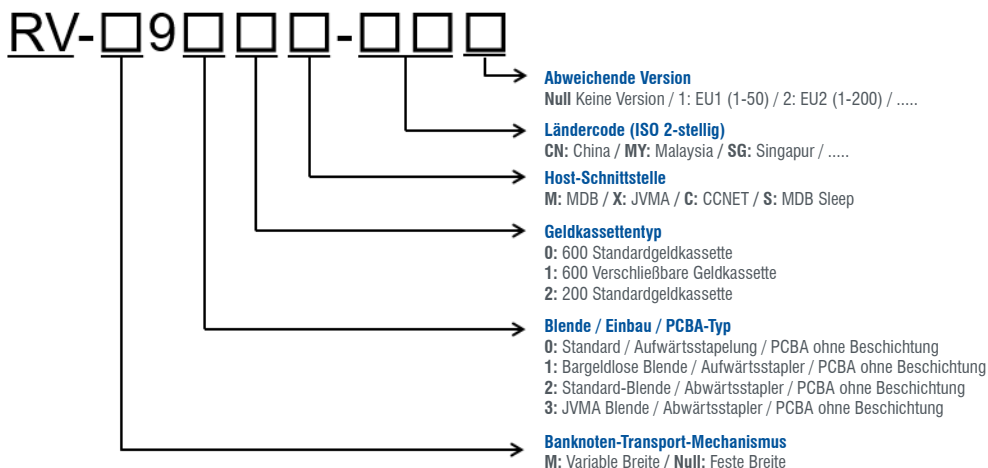 RV-□9□□□-□□□
Abweichende Version
Null Keine Version / 1: EU1 (1-50) / 2: EU2 (1-200) / .....
Ländercode (ISO 2-stellig)
CN: China / MY: Malaysia / SG: Singapur / .....
Host-Schnittstelle
M: MDB / X: JVMA / C: CCNET / S: MDB Sleep
Geldkassettentyp
0: 600 Standardgeldkassette
1: 600 Verschließbare Geldkassette
2: 200 Standardgeldkassette
Blende / Einbau / PCBA-Typ
0: Standard / Aufwärtsstapelung / PCBA ohne Beschichtung
1: Bargeldlose Blende / Aufwärtsstapler / PCBA ohne Beschichtung
2: Standard-Blende / Abwärtsstapler / PCBA ohne Beschichtung
3: JVMA Blende / Abwärtsstapler / PCBA ohne Beschichtung
Banknoten-Transport-Mechanismus
M: Variable Breite / Null: Feste Breite